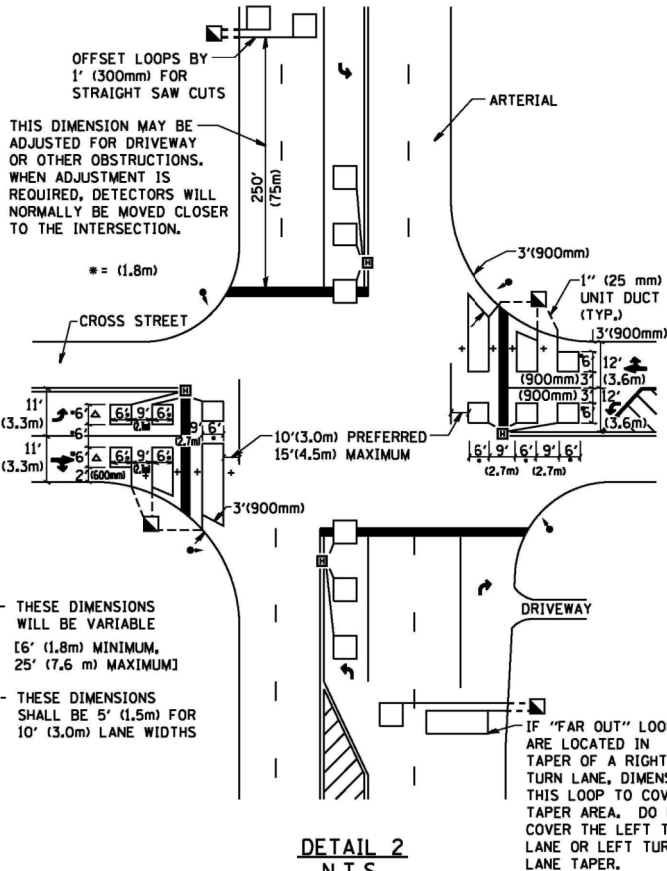 OFFSET LOOPS BY
1' (300mm) FOR
STRAIGHT SAW CUTS
THIS DIMENSION MAY BE
ADJUSTED FOR DRIVEWAY
OR OTHER OBSTRUCTIONS.
WHEN ADJUSTMENT IS
REQUIRED, DETECTORS WILL
NORMALLY BE MOVED CLOSER
TO THE INTERSECTION.
* = (1.8m)
250'
(75m)
ARTERIAL
H
3'(900mm)
1" (25 mm)
UNIT DUCT
(TYP.)
3'(900mm)
CROSS STREET
6'
12'
(3.6m)
(900mm) 3'
(900mm) 3'
12'
(3.6m)
6'
H
6' 9' 6' 9' 6'
(2.7m) (2.7m)
H
11'
(3.3m)
*6'
6' 9' 6'
9' 6'
(2.7m)
*6
11'
(3.3m)
*6'
6' 9' 6'
2' (600mm)
10'(3.0m) PREFERRED
15'(4.5m) MAXIMUM
3'(900mm)
H
- THESE DIMENSIONS
WILL BE VARIABLE
[6' (1.8m) MINIMUM,
25' (7.6 m) MAXIMUM]
- THESE DIMENSIONS
SHALL BE 5' (1.5m) FOR
10' (3.0m) LANE WIDTHS
DRIVEWAY
IF "FAR OUT" LOO
ARE LOCATED IN
TAPER OF A RIGHT
TURN LANE, DIMENS
THIS LOOP TO COV
TAPER AREA. DO
COVER THE LEFT T
LANE OR LEFT TUR
LANE TAPER.
DETAIL 2
N.T.S.